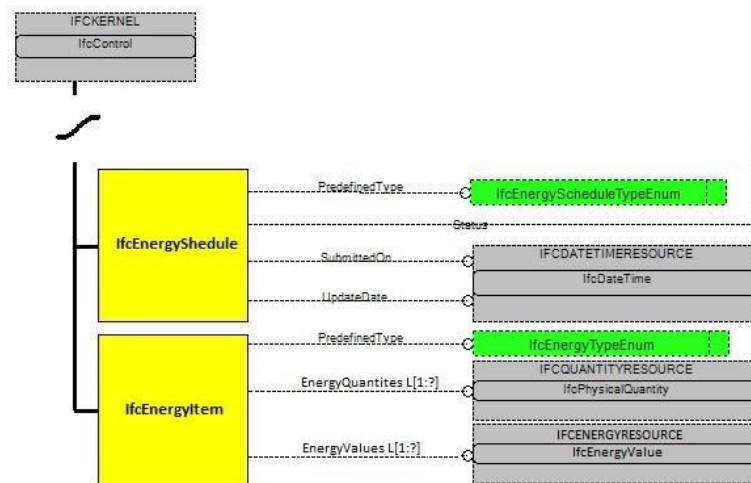 IFCKERNEL
IfcControl
PredefinedType
IfcEnergyScheduleTypeEnum
Status
IfcEnergyShedule
SubmittedOn
IFCDATETIMERESOURCE
IfcDateTime
UpdateDate
PredefinedType
IfcEnergyTypeEnum
IFCQUANTITYRESOURCE
EnergyQuantites L[1:?]
IfcPhysicalQuantity
IfcEnergyItem
IFCENERGYRESOURCE
EnergyValues L[1:?]
IfcEnergyValue